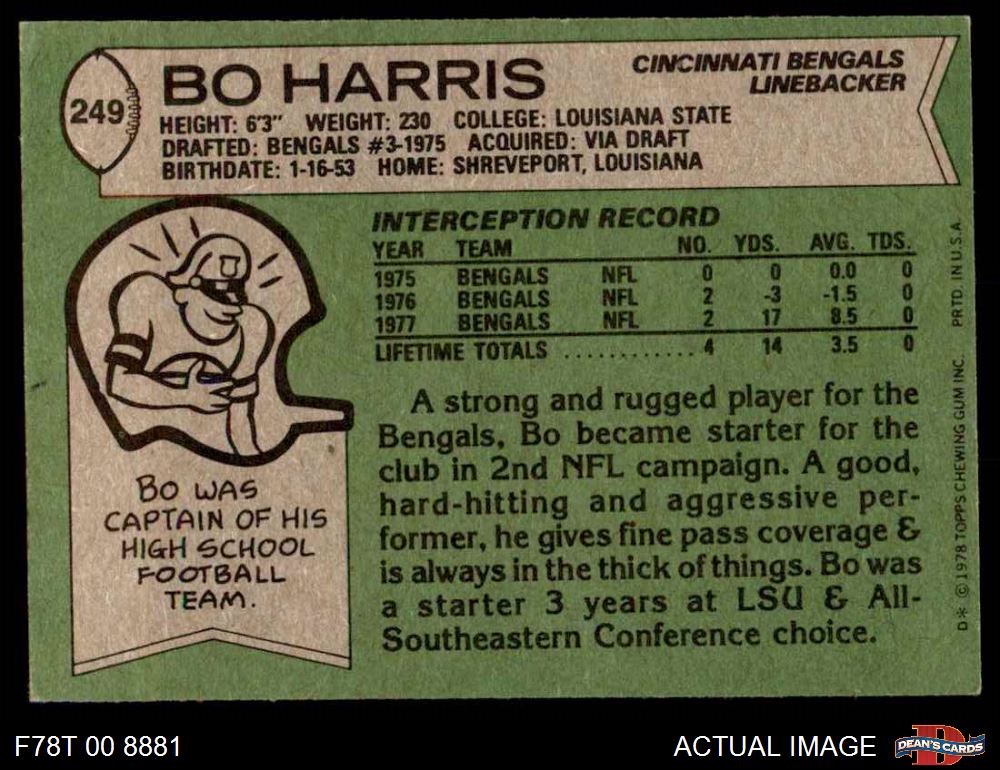 249
BO HARRIS
CINCINNATI BENGALS
LINEBACKER
HEIGHT: 6'3" WEIGHT: 230 COLLEGE: LOUISIANA STATE
DRAFTED: BENGALS #3-1975 ACQUIRED: VIA DRAFT
BIRTHDATE: 1-16-53 HOME: SHREVEPORT, LOUISIANA
INTERCEPTION RECORD
YEAR TEAM NO. YDS. AVG. TDS.
1975 BENGALS NFL 0 0 0.0 0
1976 BENGALS NFL 2 -3 -1.5 0
1977 BENGALS NFL 2 17 8.5 0
LIFETIME TOTALS ............ 4 14 3.5 0
A strong and rugged player for the
Bengals, Bo became starter for the
club in 2nd NFL campaign. A good,
hard-hitting and aggressive per-
former, he gives fine pass coverage &
is always in the thick of things. Bo was
a starter 3 years at LSU & All-
Southeastern Conference choice.
BO WAS
CAPTAIN OF HIS
HIGH SCHOOL
FOOTBALL
TEAM.
D* ©1978 TOPPS CHEWING GUM INC. PRTD. IN U.S.A.
F78T 00 8881
ACTUAL IMAGE
D
DEAN'S CARDS